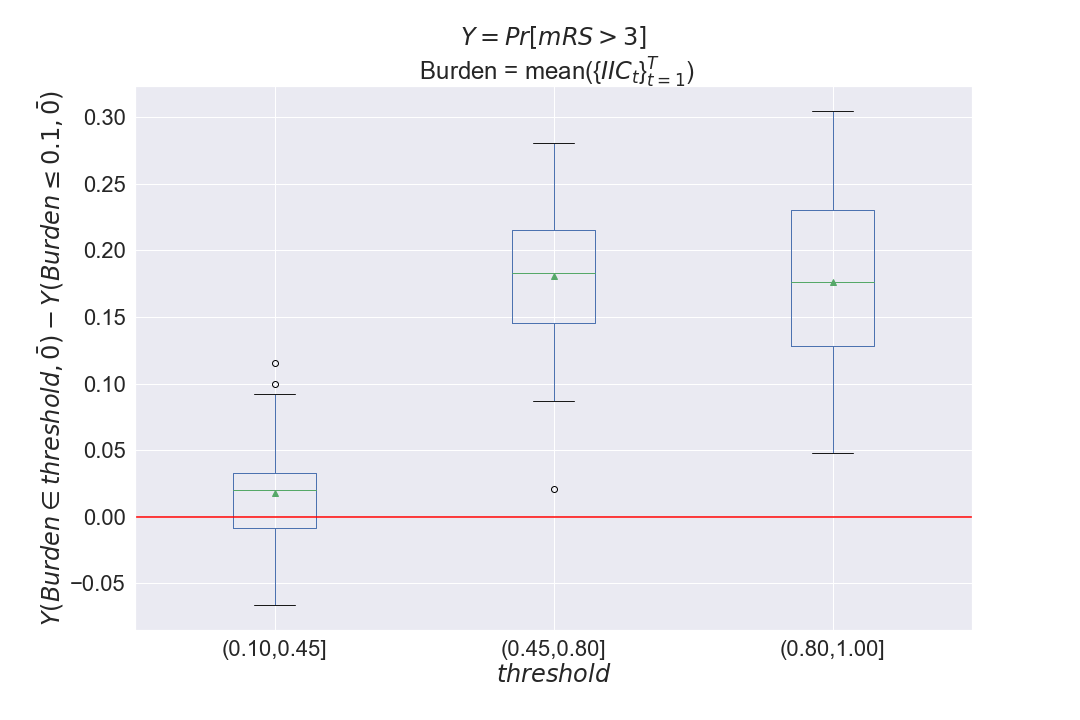 Y = Pr[mRS > 3]
Burden = mean({IIC_t}_{t=1}^T)
Y(Burden ∈ threshold, 0̄) − Y(Burden ≤ 0.1, 0̄)
0.30
0.25
0.20
0.15
0.10
0.05
0.00
−0.05
(0.10,0.45] (0.45,0.80] (0.80,1.00]
threshold